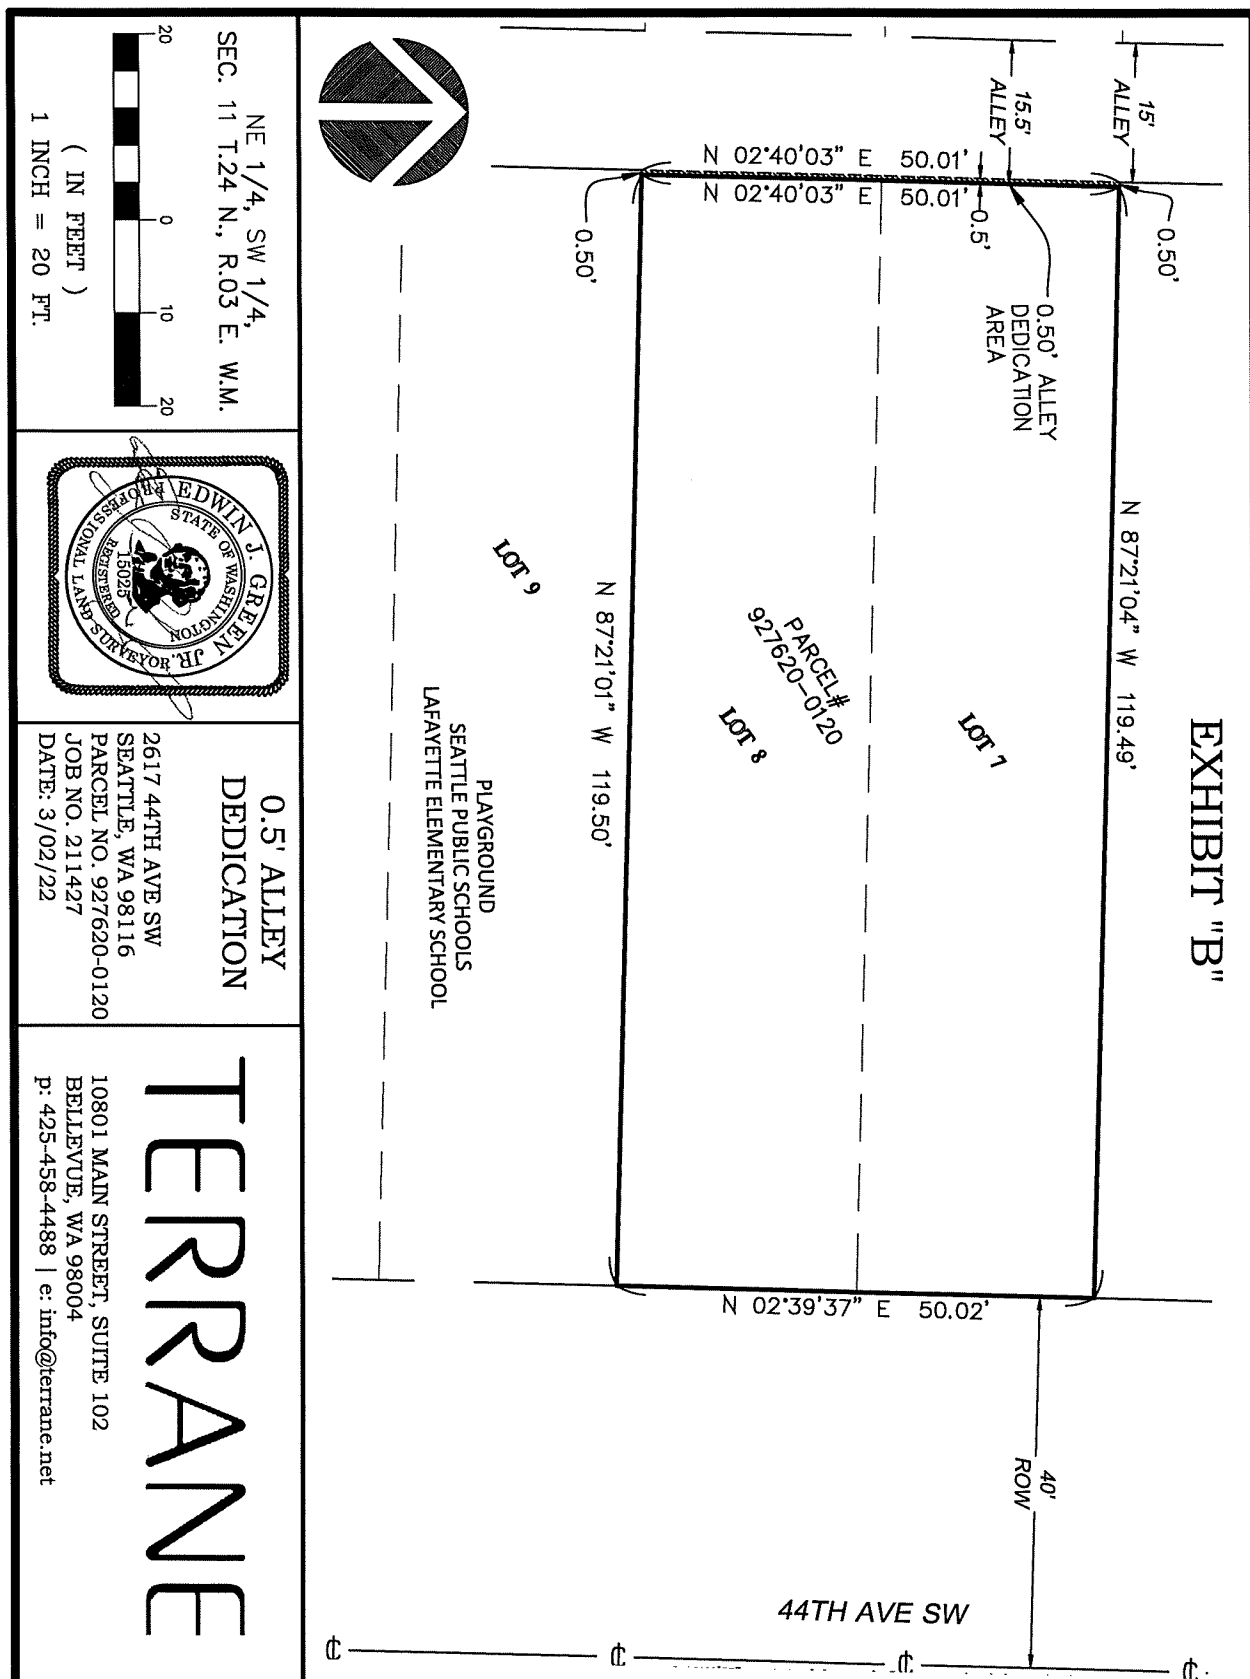 EXHIBIT "B"
15'
ALLEY
15.5'
ALLEY
0.50'
0.5'
0.50' ALLEY
DEDICATION
AREA
N 02°40'03" E 50.01'
N 02°40'03" E 50.01'
0.50'
N 87°21'04" W 119.49'
LOT 7
PARCEL#
927620-0120
LOT 8
N 87°21'01" W 119.50'
LOT 9
N 02°39'37" E 50.02'
40'
ROW
44TH AVE SW
PLAYGROUND
SEATTLE PUBLIC SCHOOLS
LAFAYETTE ELEMENTARY SCHOOL
NE 1/4, SW 1/4,
SEC. 11 T.24 N., R.03 E. W.M.
20 0 10 20
( IN FEET )
1 INCH = 20 FT.
EDWIN J. GREEN JR.
STATE OF WASHINGTON
15025
REGISTERED
PROFESSIONAL LAND SURVEYOR
0.5' ALLEY
DEDICATION
2617 44TH AVE SW
SEATTLE, WA 98116
PARCEL NO. 927620-0120
JOB NO. 211427
DATE: 3/02/22
TERRANE
10801 MAIN STREET, SUITE 102
BELLEVUE, WA 98004
p: 425-458-4488 | e: info@terrane.net